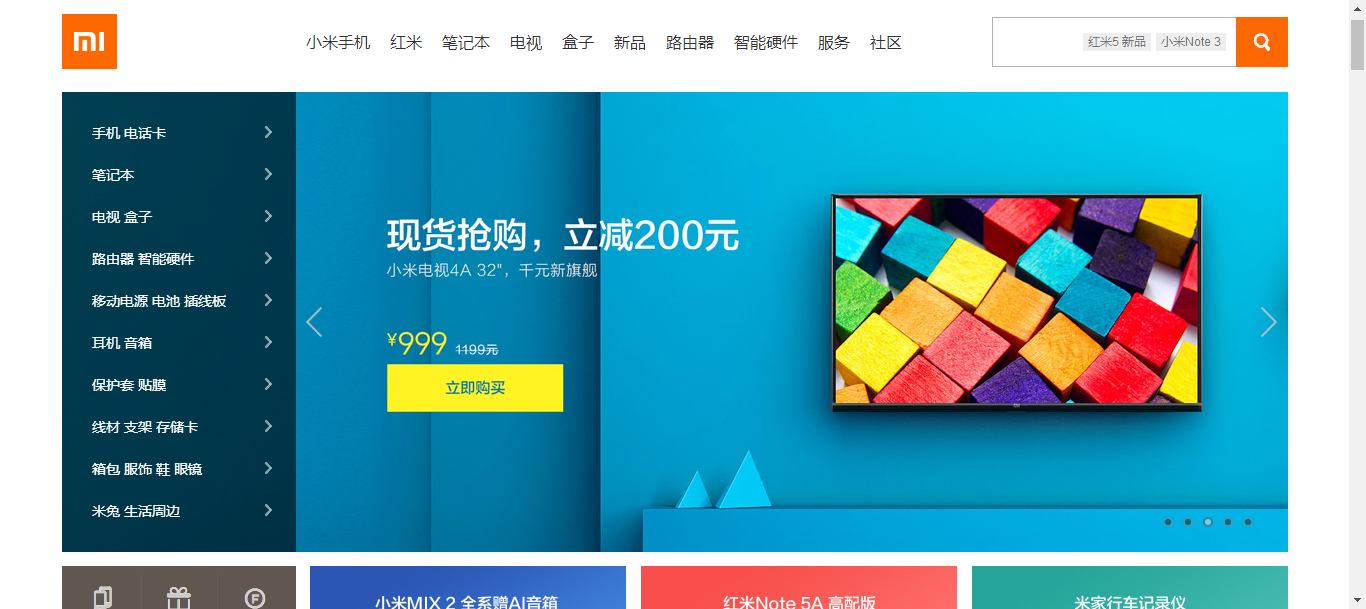 小米手机 红米 笔记本 电视 盒子 新品 路由器 智能硬件 服务 社区
红米5 新品 小米Note 3
手机 电话卡
笔记本
电视 盒子
路由器 智能硬件
移动电源 电池 插线板
耳机 音箱
保护套 贴膜
线材 支架 存储卡
箱包 服饰 鞋 眼镜
米兔 生活周边
现货抢购，立减200元
小米电视4A 32"，千元新旗舰
¥999 1199元
立即购买
小米MIX 2 全系赠AI音箱
红米Note 5A 高配版
米家行车记录仪